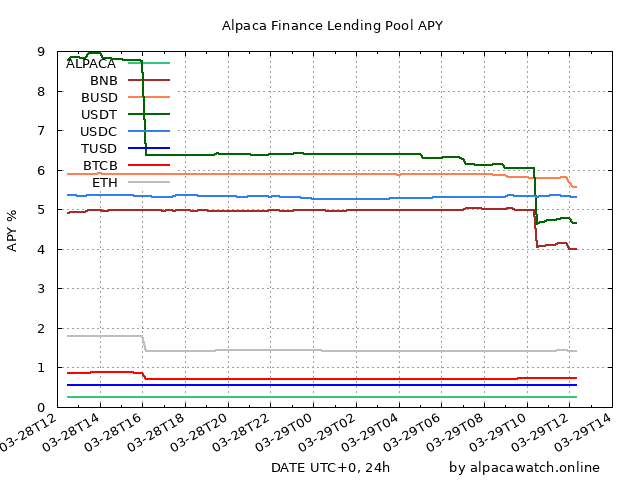 Alpaca Finance Lending Pool APY
9
8
7
6
5
4
3
2
1
0
APY %
ALPACA
BNB
BUSD
USDT
USDC
TUSD
BTCB
ETH
03-28T12
03-28T14
03-28T16
03-28T18
03-28T20
03-28T22
03-29T00
03-29T02
03-29T04
03-29T06
03-29T08
03-29T10
03-29T12
03-29T14
DATE UTC+0, 24h
by alpacawatch.online